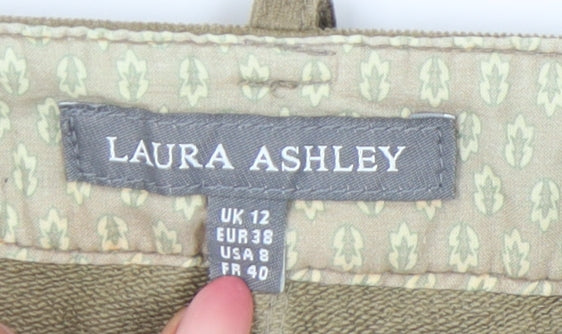 LAURA ASHLEY
UK 12
EUR 38
USA 8
FR 40